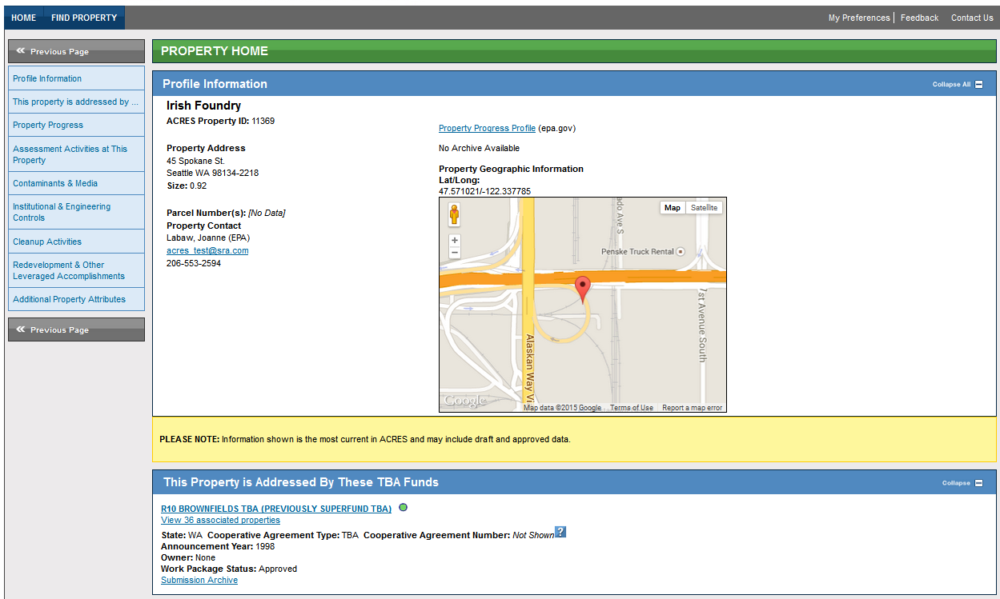 HOME FIND PROPERTY My Preferences Feedback Contact Us
« Previous Page
Profile Information
This property is addressed by ...
Property Progress
Assessment Activities at This
Property
Contaminants & Media
Institutional & Engineering
Controls
Cleanup Activities
Redevelopment & Other
Leveraged Accomplishments
Additional Property Attributes
« Previous Page
PROPERTY HOME
Profile Information Collapse All
Irish Foundry
ACRES Property ID: 11369
Property Address
45 Spokane St.
Seattle WA 98134-2218
Size: 0.92
Parcel Number(s): [No Data]
Property Contact
Labaw, Joanne (EPA)
acres_test@sra.com
206-553-2594
Property Progress Profile (epa.gov)
No Archive Available
Property Geographic Information
Lat/Long:
47.571021/-122.337785
Map Satellite
+
−
do Ave S
Penske Truck Rental
Alaskan Way Vi
1st Avenue South
Google
Map data ©2015 Google Terms of Use Report a map error
PLEASE NOTE: Information shown is the most current in ACRES and may include draft and approved data.
This Property is Addressed By These TBA Funds Collapse
R10 BROWNFIELDS TBA (PREVIOUSLY SUPERFUND TBA)
View 36 associated properties
State: WA Cooperative Agreement Type: TBA Cooperative Agreement Number: Not Shown ?
Announcement Year: 1998
Owner: None
Work Package Status: Approved
Submission Archive